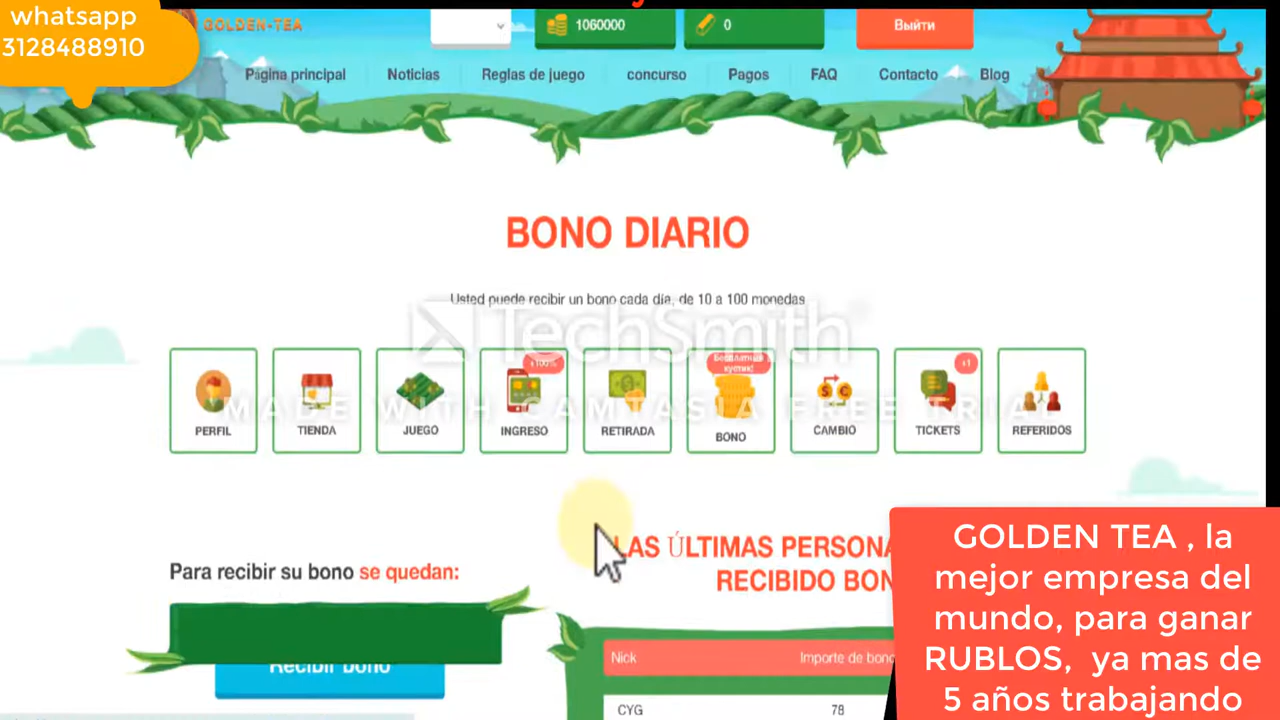 whatsapp
3128488910
GOLDEN-TEA
1060000
0
Выйти
Página principal
Noticias
Reglas de juego
concurso
Pagos
FAQ
Contacto
Blog
BONO DIARIO
Usted puede recibir un bono cada día, de 10 a 100 monedas
TechSmith
MADE WITH CAMTASIA FREE TRIAL
+100%
Бесплатный
кустик!
+1
PERFIL
TIENDA
JUEGO
INGRESO
RETIRADA
BONO
CAMBIO
TICKETS
REFERIDOS
Para recibir su bono se quedan:
Recibir bono
LAS ÚLTIMAS PERSONA
RECIBIDO BON
Nick
Importe de bono
CYG
78
GOLDEN TEA , la
mejor empresa del
mundo, para ganar
RUBLOS, ya mas de
5 años trabajando